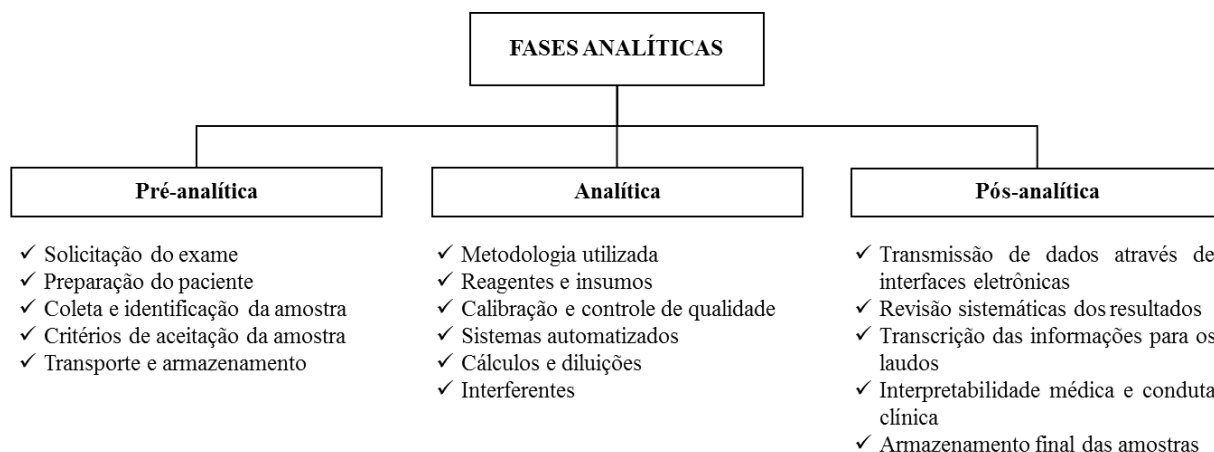 FASES ANALÍTICAS
Pré-analítica
✓ Solicitação do exame
✓ Preparação do paciente
✓ Coleta e identificação da amostra
✓ Critérios de aceitação da amostra
✓ Transporte e armazenamento
Analítica
✓ Metodologia utilizada
✓ Reagentes e insumos
✓ Calibração e controle de qualidade
✓ Sistemas automatizados
✓ Cálculos e diluições
✓ Interferentes
Pós-analítica
✓ Transmissão de dados através de
interfaces eletrônicas
✓ Revisão sistemáticas dos resultados
✓ Transcrição das informações para os
laudos
✓ Interpretabilidade médica e conduta
clínica
✓ Armazenamento final das amostras